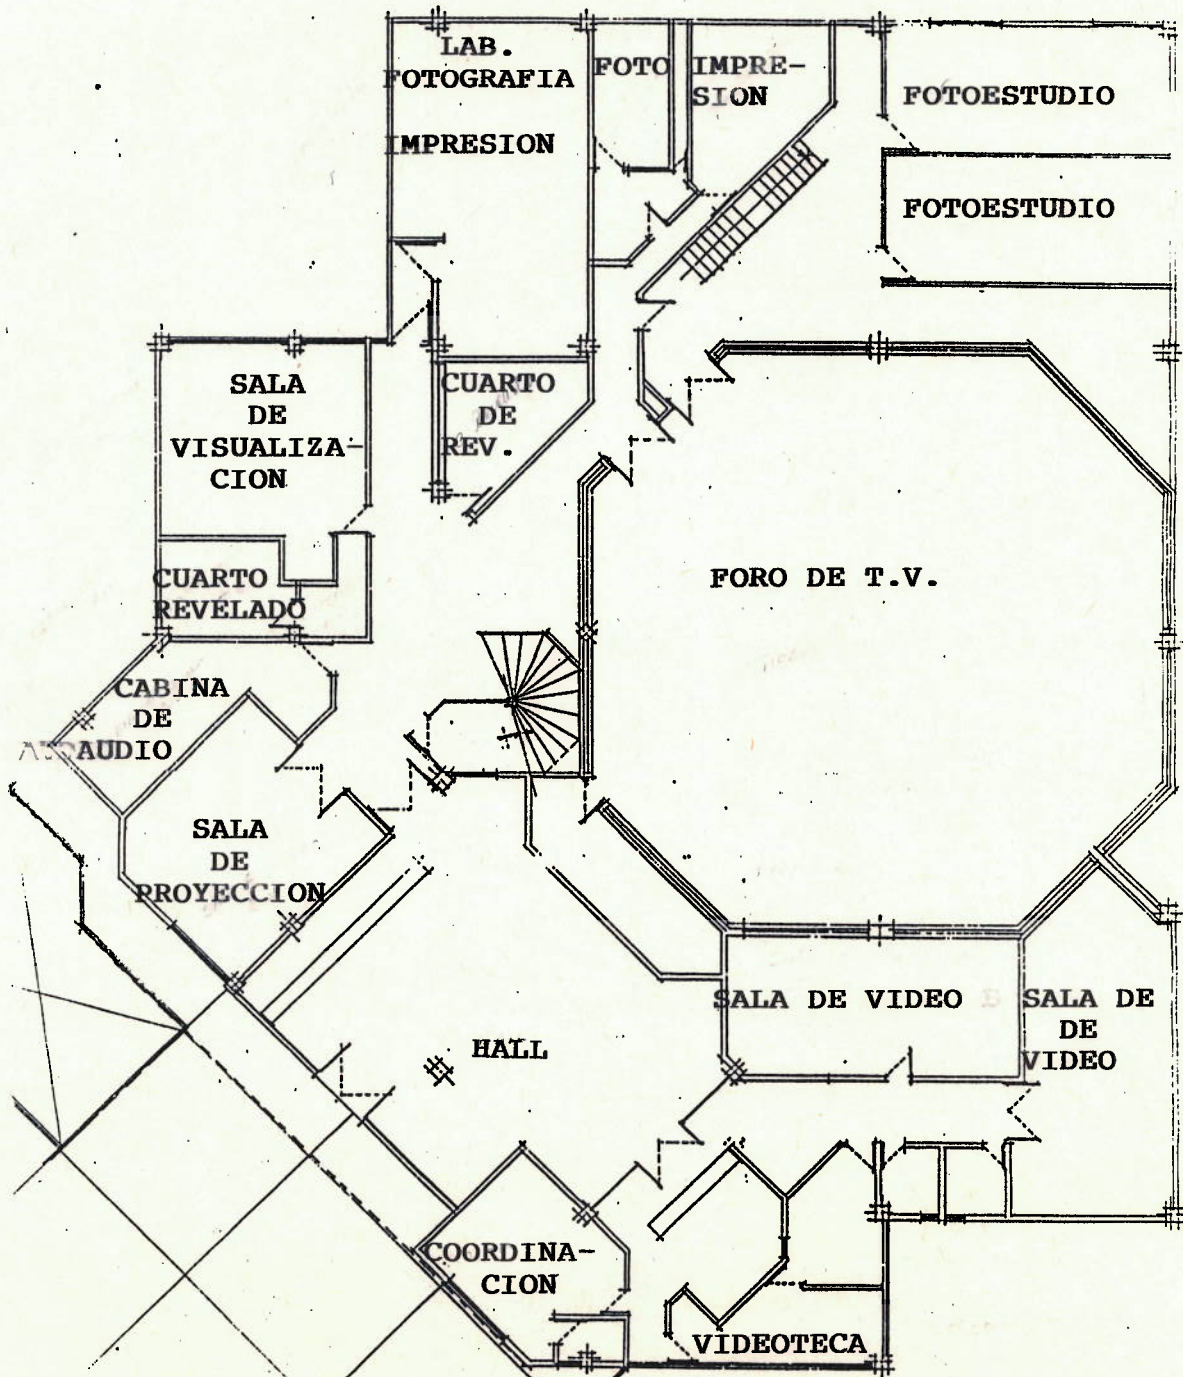 LAB.
FOTOGRAFIA
IMPRESION
FOTO
IMPRE-
SION
FOTOESTUDIO
FOTOESTUDIO
SALA
DE
VISUALIZA-
CION
CUARTO
DE
REV.
CUARTO
REVELADO
FORO DE T.V.
CABINA
DE
AUDIO
SALA
DE
PROYECCION
HALL
SALA DE VIDEO
SALA DE
DE
VIDEO
COORDINA-
CION
VIDEOTECA